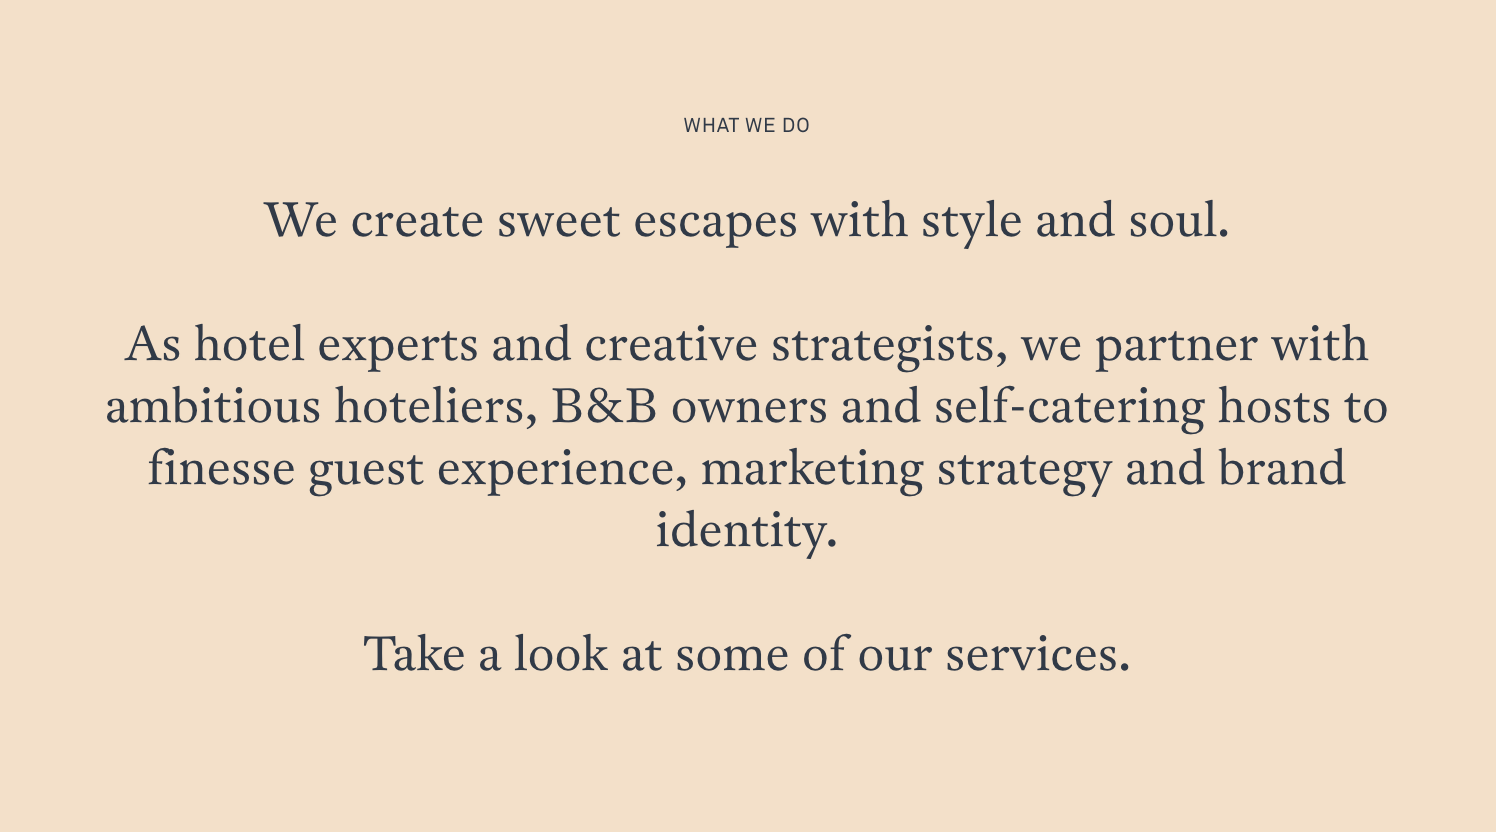 WHAT WE DO
We create sweet escapes with style and soul.
As hotel experts and creative strategists, we partner with
ambitious hoteliers, B&B owners and self-catering hosts to
finesse guest experience, marketing strategy and brand
identity.
Take a look at some of our services.